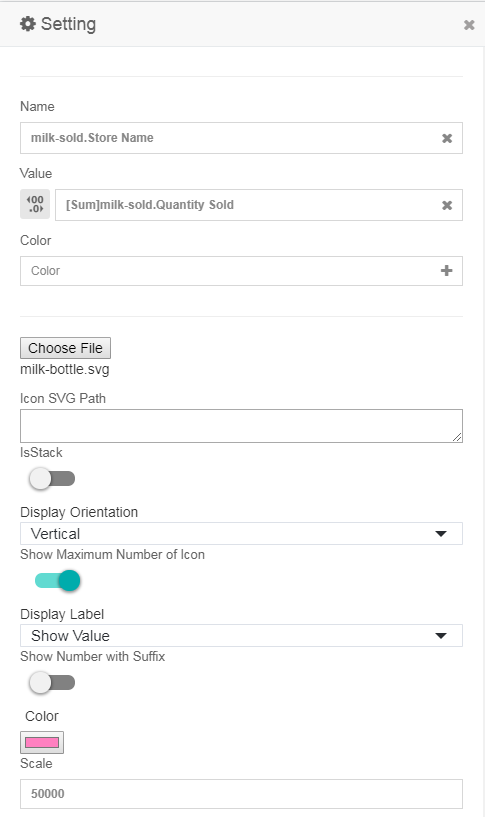 Setting
Name
milk-sold.Store Name
Value
00
.0
[Sum]milk-sold.Quantity Sold
Color
Color
Choose File
milk-bottle.svg
Icon SVG Path
IsStack
Display Orientation
Vertical
Show Maximum Number of Icon
Display Label
Show Value
Show Number with Suffix
Color
Scale
50000